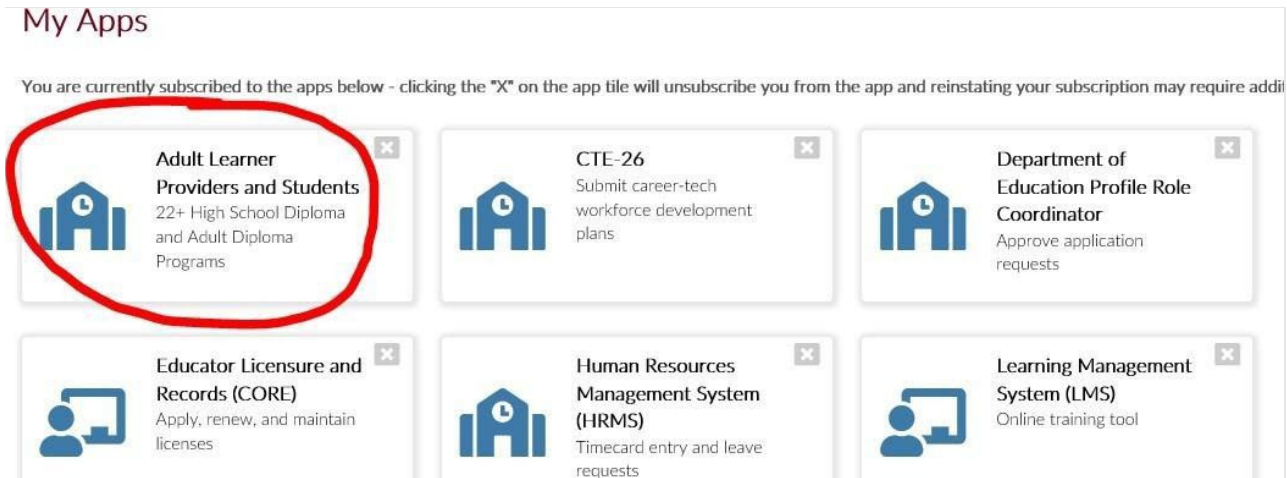 My Apps
You are currently subscribed to the apps below - clicking the "X" on the app tile will unsubscribe you from the app and reinstating your subscription may require
Adult Learner
Providers and Students
22+ High School Diploma
and Adult Diploma
Programs
CTE-26
Submit career-tech
workforce development
plans
Department of
Education Profile Role
Coordinator
Approve application
requests
Educator Licensure and
Records (CORE)
Apply, renew, and maintain
licenses
Human Resources
Management System
(HRMS)
Timecard entry and leave
requests
Learning Management
System (LMS)
Online training tool